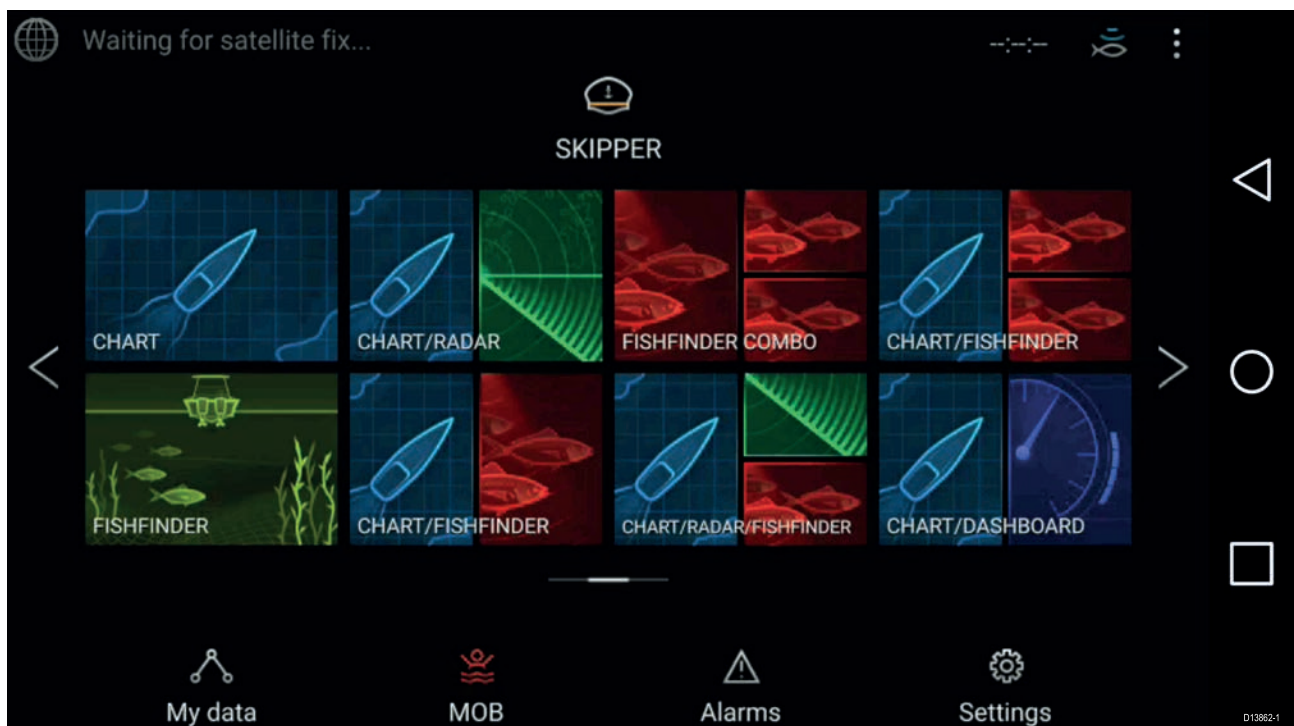 Waiting for satellite fix...
--:--:--
SKIPPER
CHART
CHART/RADAR
FISHFINDER COMBO
CHART/FISHFINDER
FISHFINDER
CHART/FISHFINDER
CHART/RADAR/FISHFINDER
CHART/DASHBOARD
My data
MOB
Alarms
Settings
D13862-1